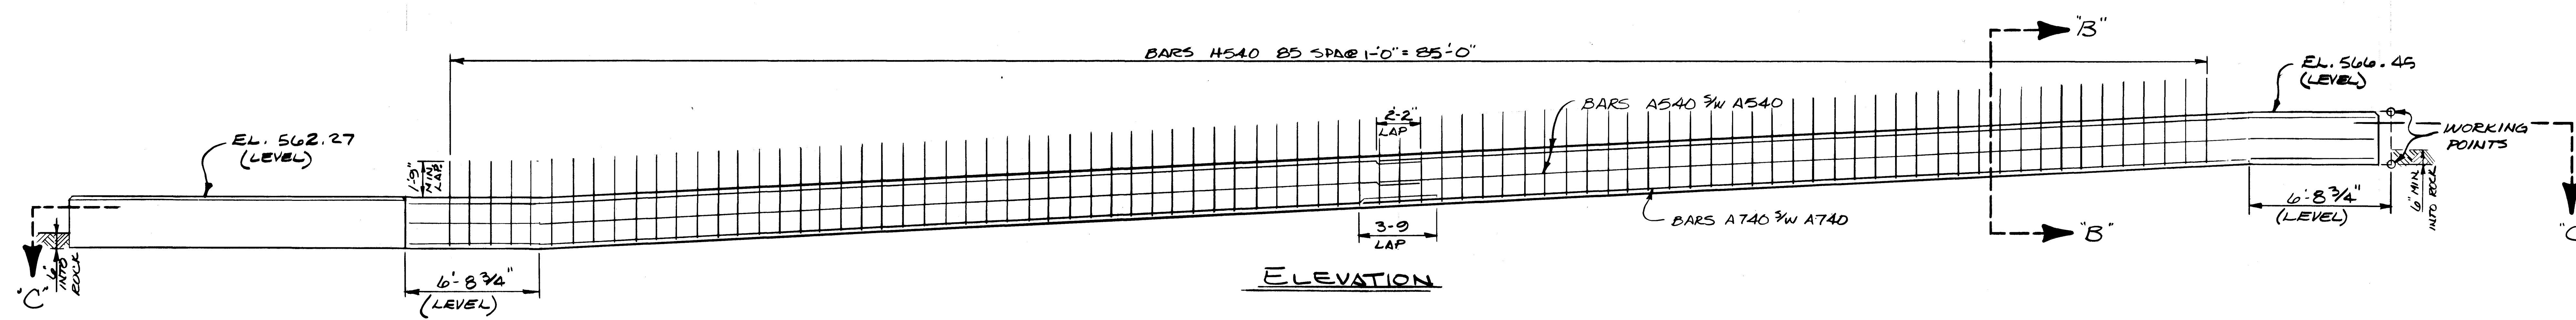 "B"
BARS H540 85 SPA@ 1'-0" = 85'-0"
EL. 566.45
(LEVEL)
BARS A540 S/W A540
2'-2"
LAP
EL. 562.27
(LEVEL)
1'-9"
MIN.
LAP
WORKING
POINTS
6" MIN.
INTO ROCK
6'-8 3/4"
(LEVEL)
BARS A740 S/W A740
3-9
LAP
"B"
"C"
6"
INTO
ROCK
"C"
6'-8 3/4"
(LEVEL)
ELEVATION